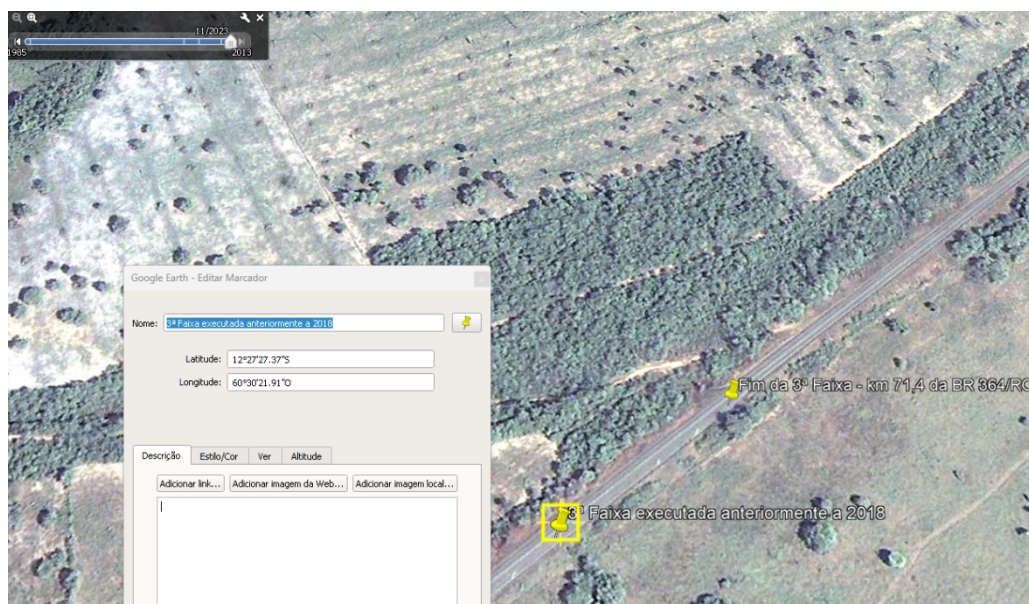 11/2023
1985
2013
Google Earth - Editar Marcador
Nome: 3ª Faixa executada anteriormente a 2018
Latitude: 12°27'27.37"S
Longitude: 60°30'21.91"O
Fim da 3ª Faixa - km 71,4 da BR 364/RO
Descrição Estilo/Cor Ver Altitude
Adicionar link... Adicionar imagem da Web... Adicionar imagem local...
3ª Faixa executada anteriormente a 2018